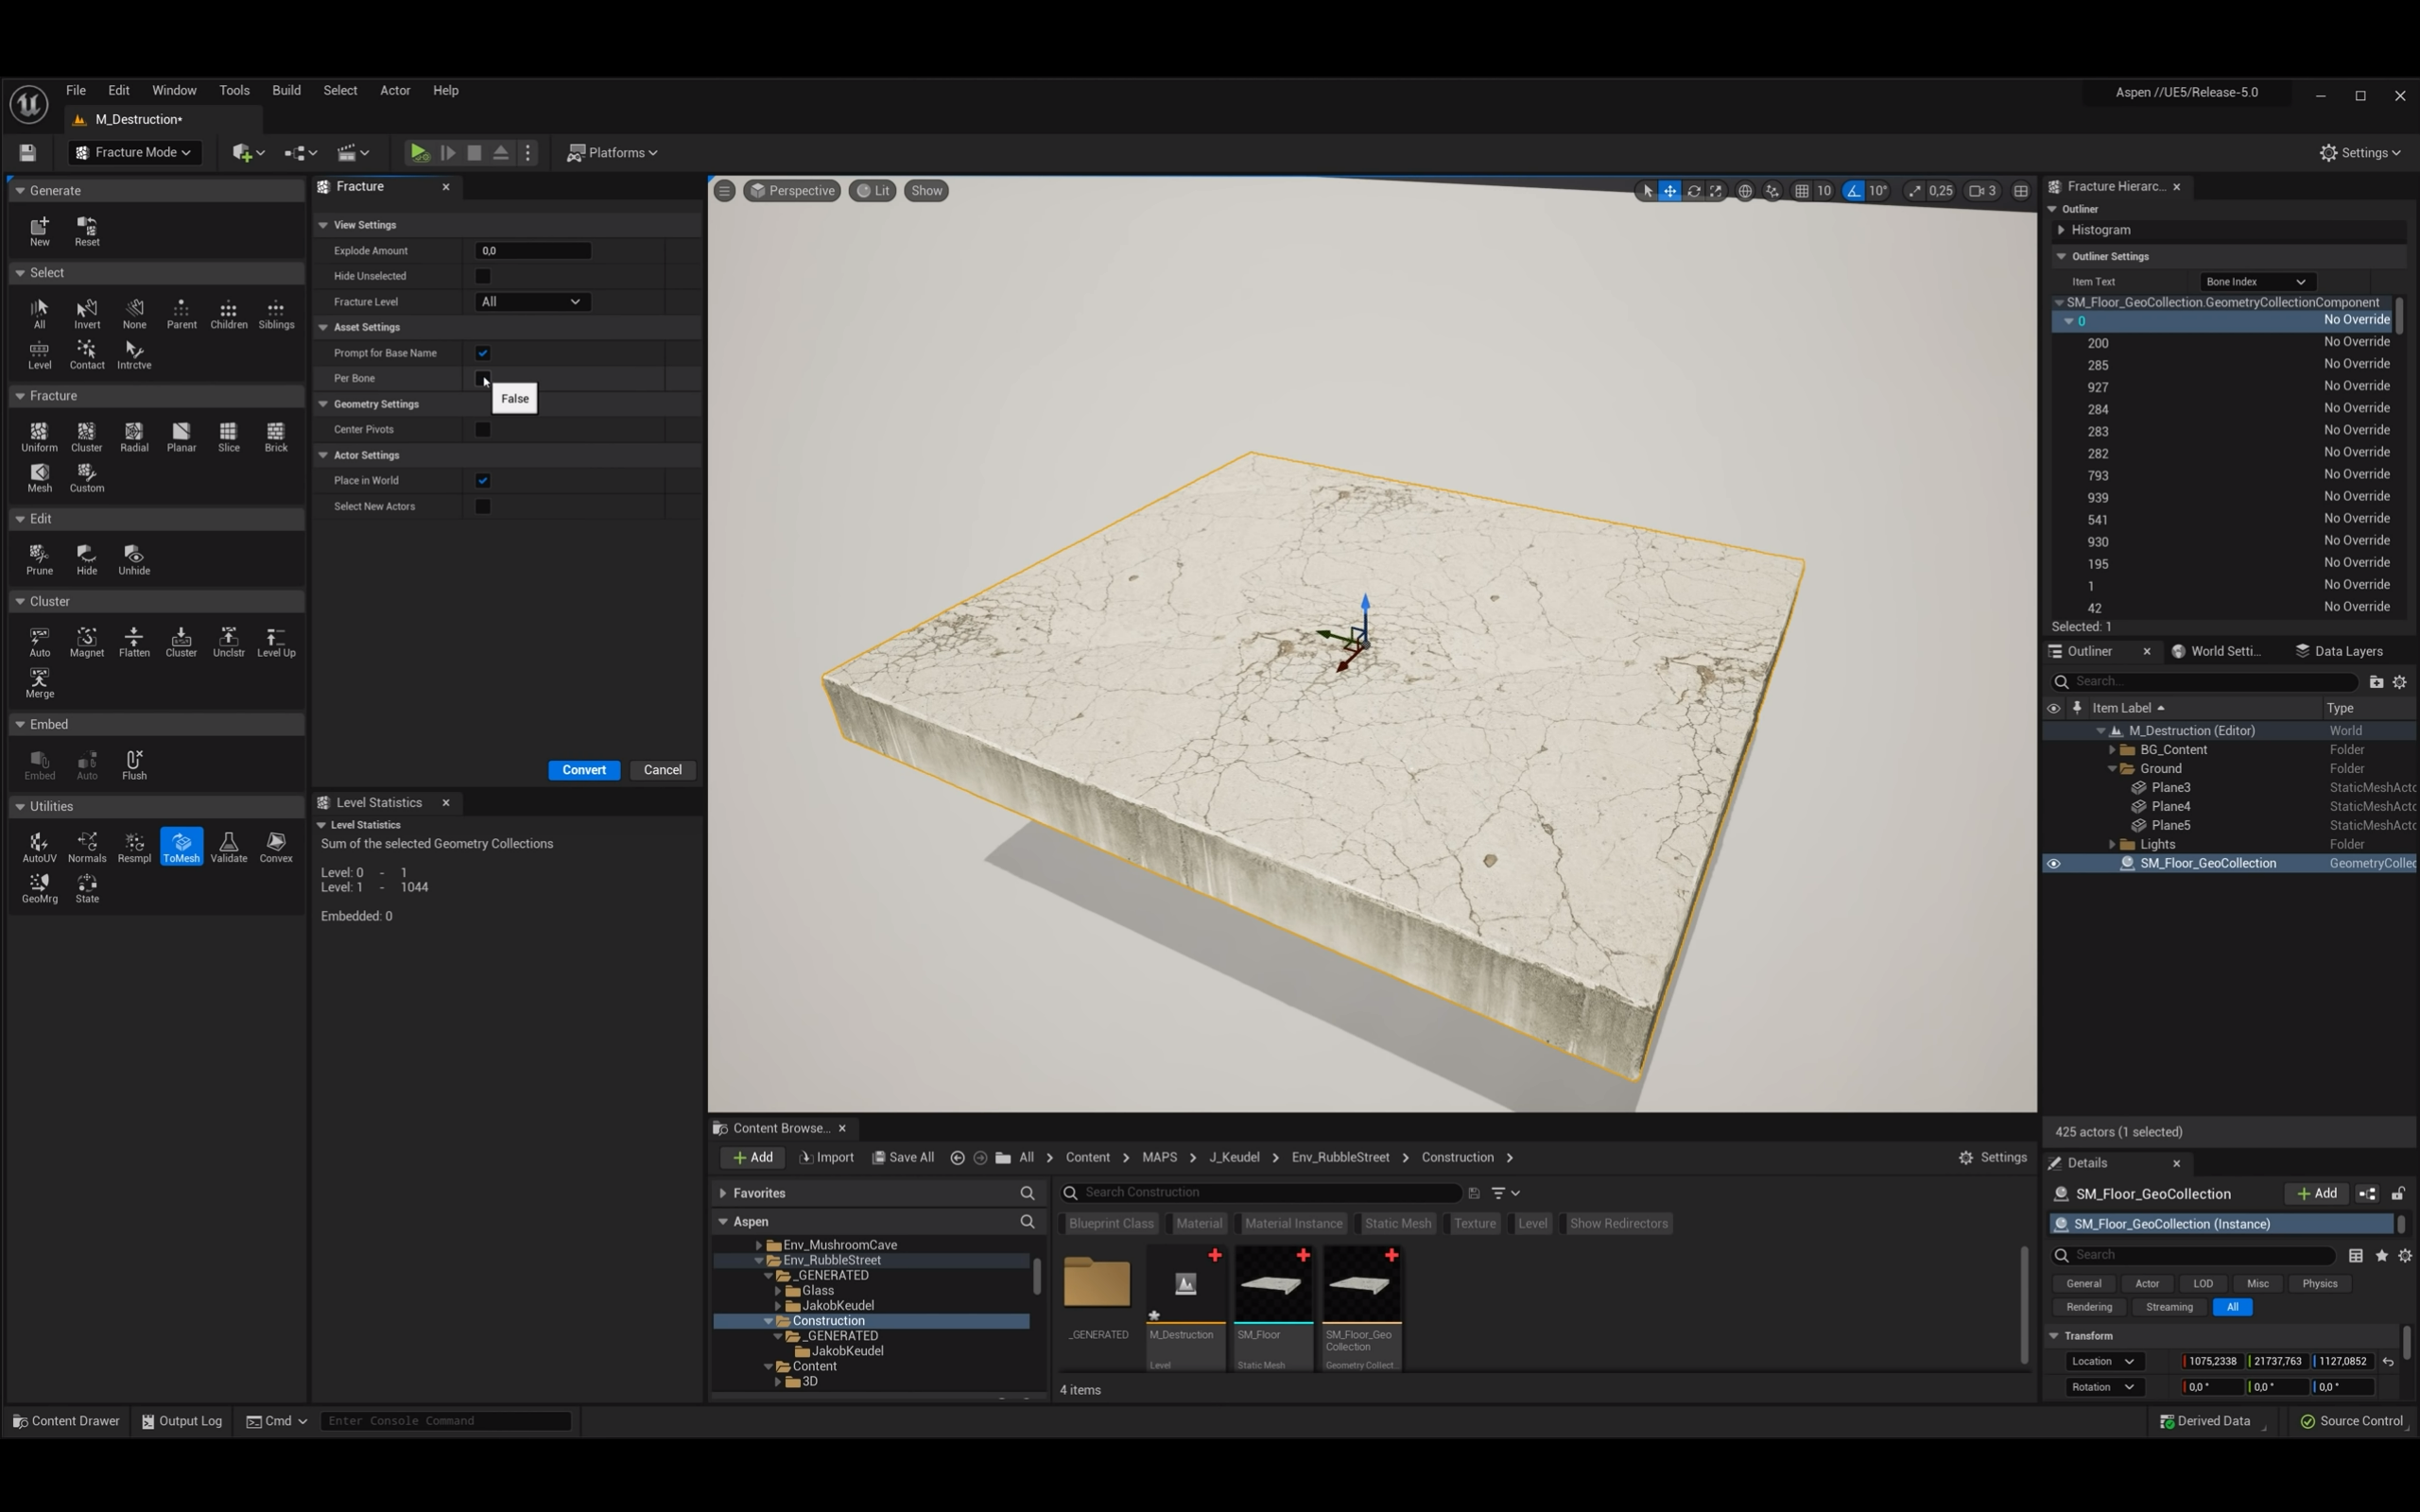 File Edit Window Tools Build Select Actor Help
Aspen //UE5/Release-5.0
M_Destruction*
Fracture Mode
Platforms
Settings
Generate
New Reset
Select
All Invert None Parent Children Siblings
Level Contact Intrctve
Fracture
Uniform Cluster Radial Planar Slice Brick
Mesh Custom
Edit
Prune Hide Unhide
Cluster
Auto Magnet Flatten Cluster Unclstr Level Up
Merge
Embed
Embed Auto Flush
Utilities
AutoUV Normals Resmpl ToMesh Validate Convex
GeoMrg State
Fracture
View Settings
Explode Amount 0,0
Hide Unselected
Fracture Level All
Asset Settings
Prompt for Base Name
Per Bone
False
Geometry Settings
Center Pivots
Actor Settings
Place in World
Select New Actors
Convert Cancel
Level Statistics
Level Statistics
Sum of the selected Geometry Collections
Level: 0 - 1
Level: 1 - 1044
Embedded: 0
Perspective Lit Show
10 10° 0,25 3
Fracture Hierarc...
Outliner
Histogram
Outliner Settings
Item Text Bone Index
SM_Floor_GeoCollection.GeometryCollectionComponent
0 No Override
200 No Override
285 No Override
927 No Override
284 No Override
283 No Override
282 No Override
793 No Override
939 No Override
541 No Override
930 No Override
195 No Override
1 No Override
42 No Override
Selected: 1
Outliner World Setti... Data Layers
Search...
Item Label Type
M_Destruction (Editor) World
BG_Content Folder
Ground Folder
Plane3 StaticMeshActo
Plane4 StaticMeshActo
Plane5 StaticMeshActo
Lights Folder
SM_Floor_GeoCollection GeometryCollec
425 actors (1 selected)
Details
SM_Floor_GeoCollection
Add
SM_Floor_GeoCollection (Instance)
Search
General Actor LOD Misc Physics
Rendering Streaming All
Transform
Location 1075,2338 21737,763 1127,0852
Rotation 0,0 ° 0,0 ° 0,0 °
Content Browse...
Add Import Save All All Content MAPS J_Keudel Env_RubbleStreet Construction
Settings
Favorites
Aspen
Env_MushroomCave
Env_RubbleStreet
_GENERATED
Glass
JakobKeudel
Construction
_GENERATED
JakobKeudel
Content
3D
Search Construction
Blueprint Class Material Material Instance Static Mesh Texture Level Show Redirectors
_GENERATED
M_Destruction
Level
SM_Floor
Static Mesh
SM_Floor_Geo
Collection
Geometry Collect...
4 items
Content Drawer Output Log Cmd Enter Console Command
Derived Data Source Control